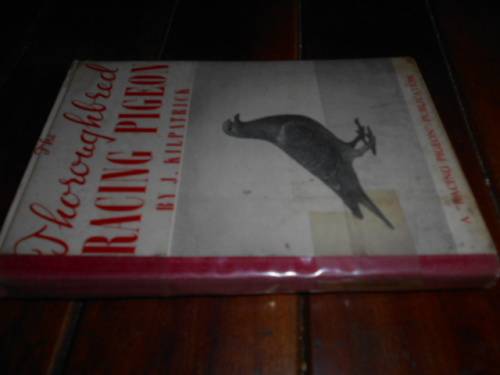 The
Thoroughbred
RACING PIGEON
BY J. KILPATRICK
A "RACING PIGEON" PUBLICATION